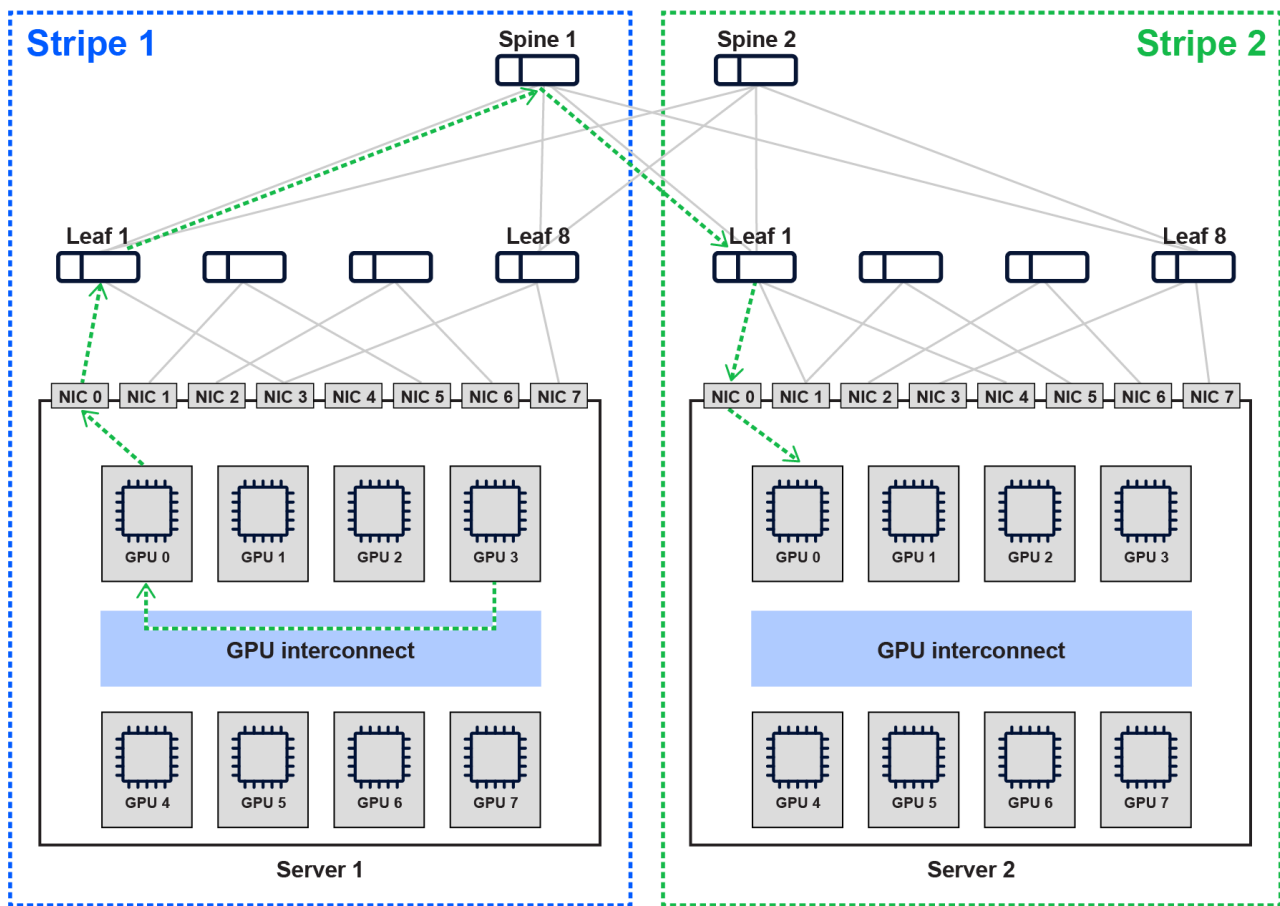 Stripe 1
Spine 1
Spine 2
Stripe 2
Leaf 1
Leaf 8
Leaf 1
Leaf 8
NIC 0
NIC 1
NIC 2
NIC 3
NIC 4
NIC 5
NIC 6
NIC 7
NIC 0
NIC 1
NIC 2
NIC 3
NIC 4
NIC 5
NIC 6
NIC 7
GPU 0
GPU 1
GPU 2
GPU 3
GPU interconnect
GPU 4
GPU 5
GPU 6
GPU 7
Server 1
GPU 0
GPU 1
GPU 2
GPU 3
GPU interconnect
GPU 4
GPU 5
GPU 6
GPU 7
Server 2